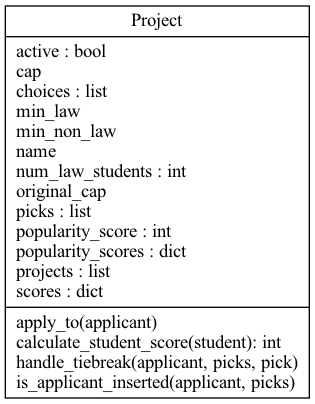 Project
active : bool
cap
choices : list
min_law
min_non_law
name
num_law_students : int
original_cap
picks : list
popularity_score : int
popularity_scores : dict
projects : list
scores : dict
apply_to(applicant)
calculate_student_score(student): int
handle_tiebreak(applicant, picks, pick)
is_applicant_inserted(applicant, picks)